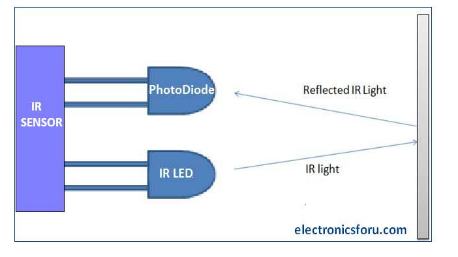 PhotoDiode
Reflected IR Light
IR
SENSOR
IR LED
IR light
electronicsforu.com